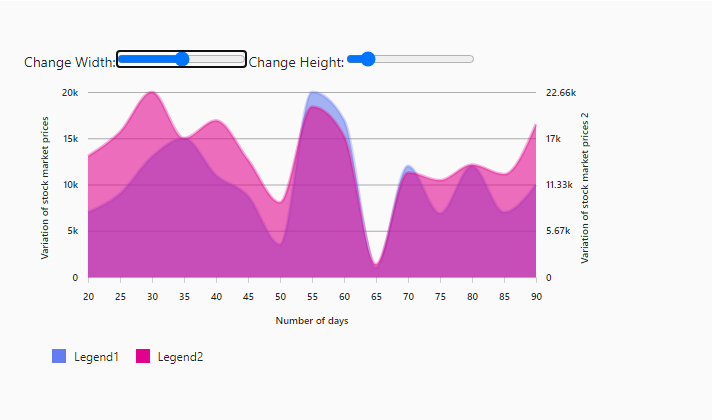 Change Width: Change Height:
Variation of stock market prices
20k
15k
10k
5k
0
22.66k
17k
11.33k
5.67k
0
Variation of stock market prices 2
20 25 30 35 40 45 50 55 60 65 70 75 80 85 90
Number of days
Legend1 Legend2